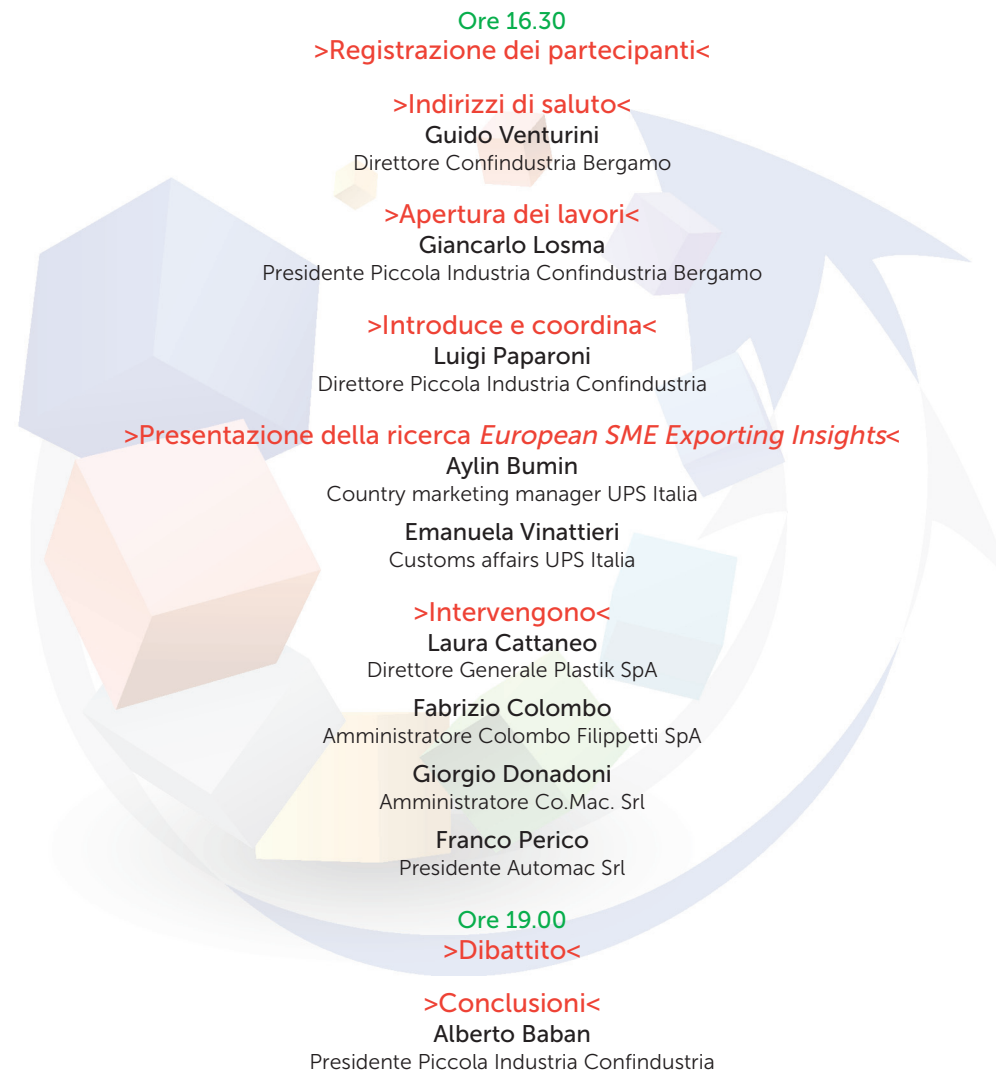 Ore 16.30
>Registrazione dei partecipanti<
>Indirizzi di saluto<
Guido Venturini
Direttore Confindustria Bergamo
>Apertura dei lavori<
Giancarlo Losma
Presidente Piccola Industria Confindustria Bergamo
>Introduce e coordina<
Luigi Paparoni
Direttore Piccola Industria Confindustria
>Presentazione della ricerca European SME Exporting Insights<
Aylin Bumin
Country marketing manager UPS Italia
Emanuela Vinattieri
Customs affairs UPS Italia
>Intervengono<
Laura Cattaneo
Direttore Generale Plastik SpA
Fabrizio Colombo
Amministratore Colombo Filippetti SpA
Giorgio Donadoni
Amministratore Co.Mac. Srl
Franco Perico
Presidente Automac Srl
Ore 19.00
>Dibattito<
>Conclusioni<
Alberto Baban
Presidente Piccola Industria Confindustria